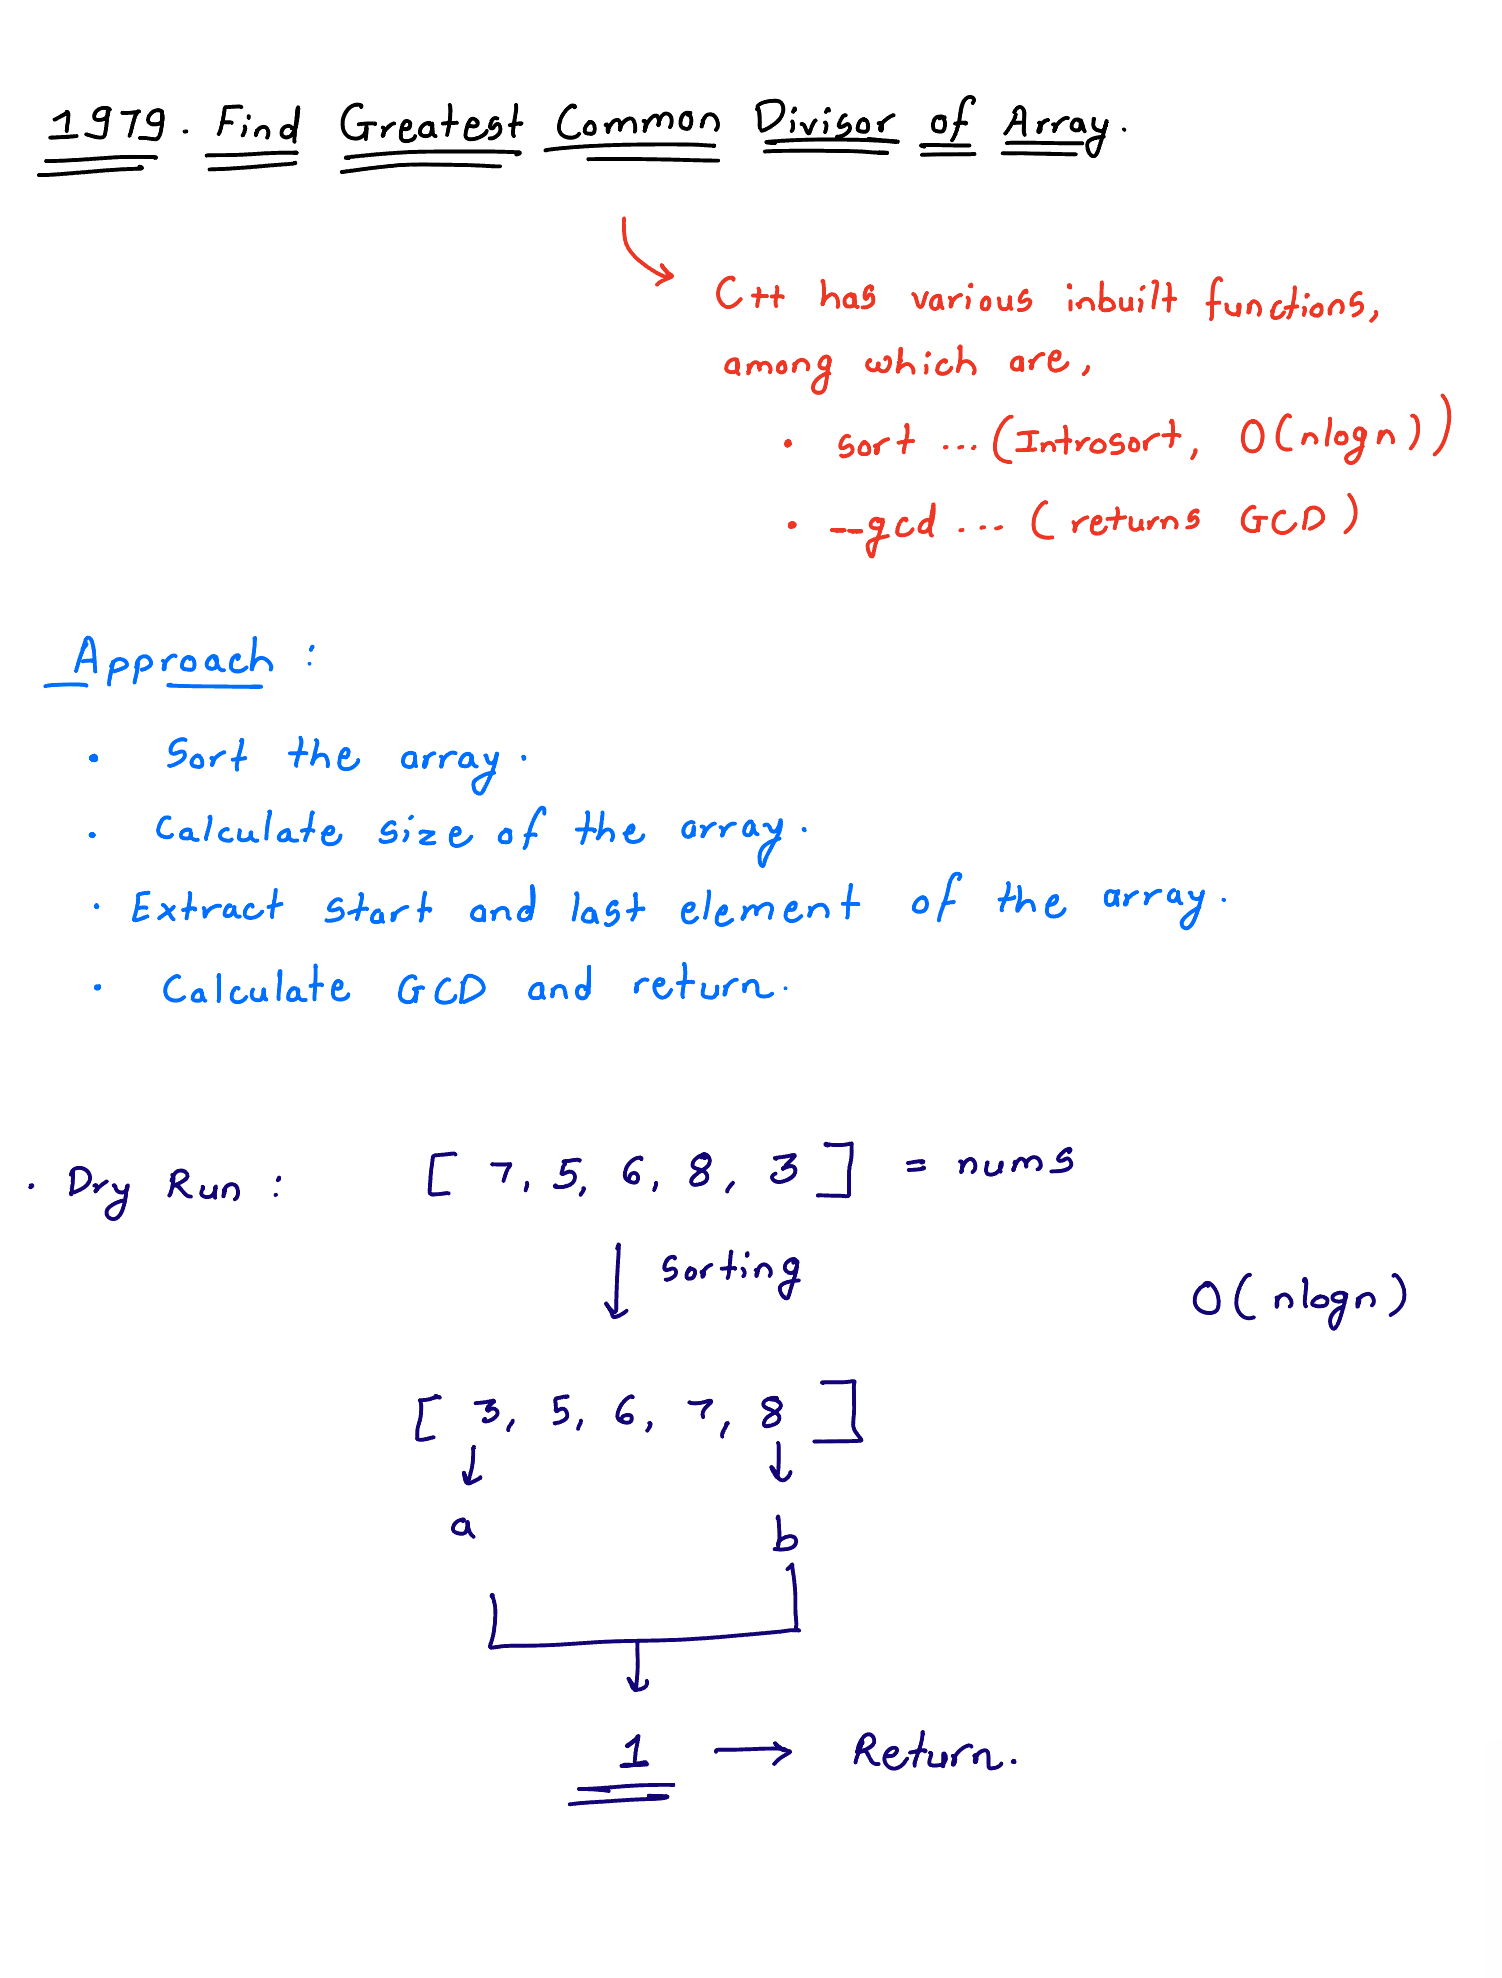 1979. Find Greatest Common Divisor of Array.
C++ has various inbuilt functions,
among which are,
• sort ... (Introsort, O(nlogn))
• __gcd ... (returns GCD)
Approach :
• Sort the array.
• Calculate size of the array.
• Extract start and last element of the array.
• Calculate GCD and return.
• Dry Run : [ 7, 5, 6, 8, 3 ] = nums
↓ sorting
O( nlogn )
[ 3, 5, 6, 7, 8 ]
↓ ↓
a b
↓
1 → Return.